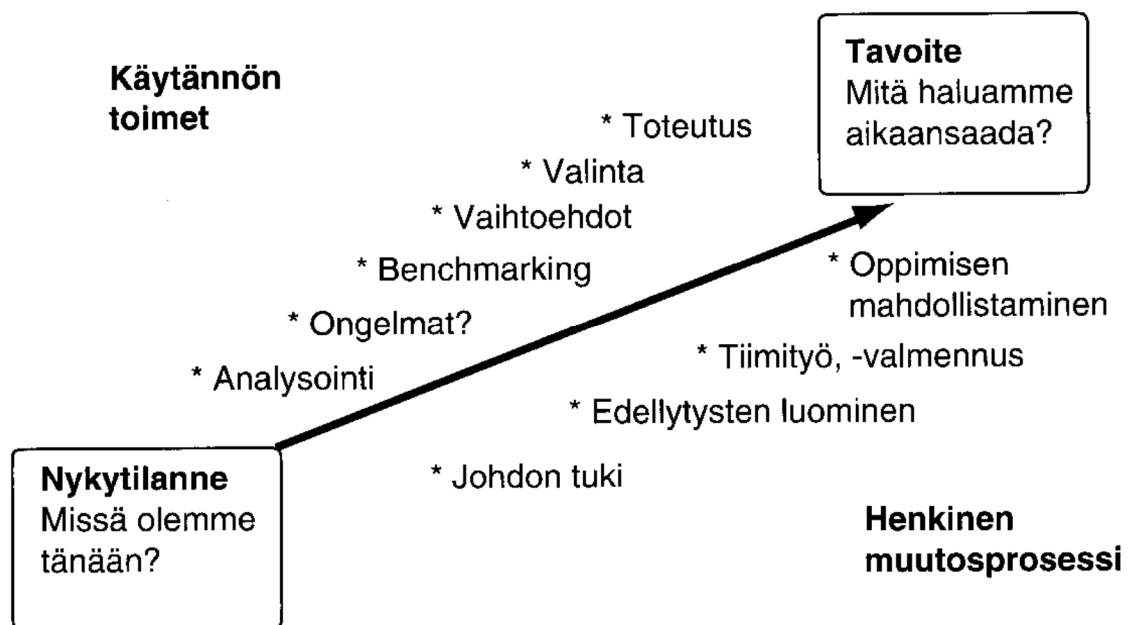 Käytännön
toimet
Tavoite
Mitä haluamme
aikaansaada?
* Toteutus
* Valinta
* Vaihtoehdot
* Benchmarking
* Ongelmat?
* Analysointi
* Oppimisen
mahdollistaminen
* Tiimityö, -valmennus
* Edellytysten luominen
* Johdon tuki
Nykytilanne
Missä olemme
tänään?
Henkinen
muutosprosessi